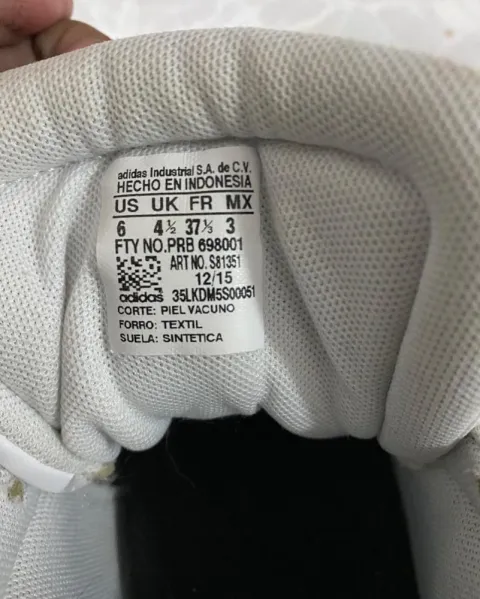 adidas Industrial S.A. de C.V.
HECHO EN INDONESIA
US UK FR MX
6 4½ 37⅓ 3
FTY NO.PRB 698001
ART NO. S81351
12/15
adidas 35LKDM5S00051
CORTE: PIEL VACUNO
FORRO: TEXTIL
SUELA: SINTETICA